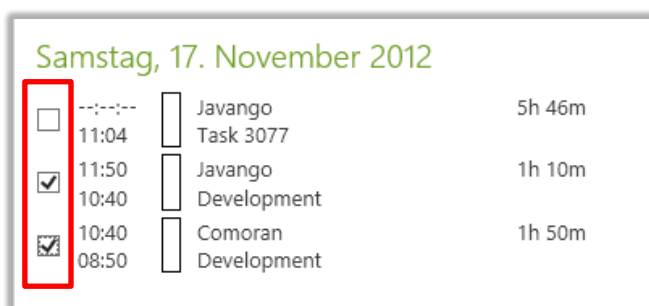 Samstag, 17. November 2012
--:--:-- Javango 5h 46m
11:04 Task 3077
11:50 Javango 1h 10m
10:40 Development
10:40 Comoran 1h 50m
08:50 Development